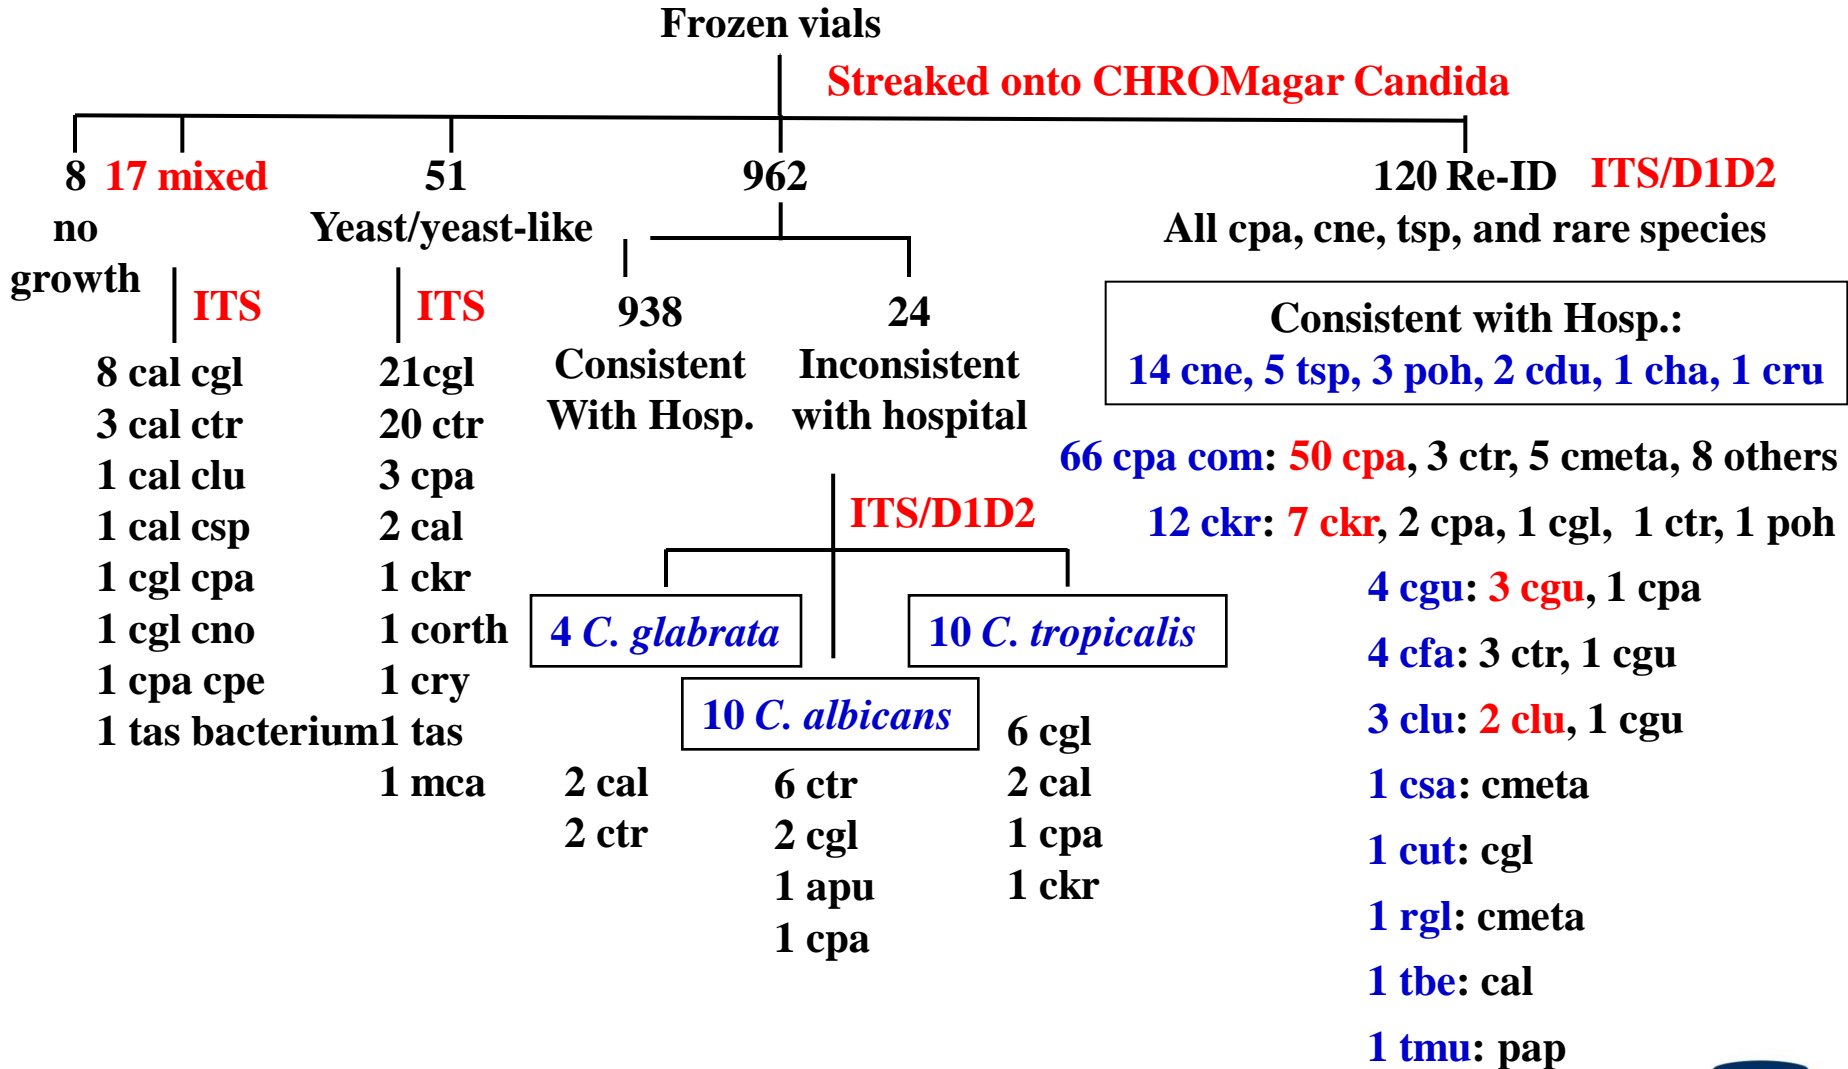 Frozen vials
Streaked onto CHROMagar Candida
8
no
growth
17 mixed
ITS
8 cal cgl
3 cal ctr
1 cal clu
1 cal csp
1 cgl cpa
1 cgl cno
1 cpa cpe
1 tas bacterium
51
Yeast/yeast-like
ITS
21cgl
20 ctr
3 cpa
2 cal
1 ckr
1 corth
1 cry
1 tas
1 mca
962
938
Consistent
With Hosp.
24
Inconsistent
with hospital
ITS/D1D2
4 C. glabrata
2 cal
2 ctr
10 C. albicans
6 ctr
2 cgl
1 apu
1 cpa
10 C. tropicalis
6 cgl
2 cal
1 cpa
1 ckr
120 Re-ID ITS/D1D2
All cpa, cne, tsp, and rare species
Consistent with Hosp.:
14 cne, 5 tsp, 3 poh, 2 cdu, 1 cha, 1 cru
66 cpa com: 50 cpa, 3 ctr, 5 cmeta, 8 others
12 ckr: 7 ckr, 2 cpa, 1 cgl, 1 ctr, 1 poh
4 cgu: 3 cgu, 1 cpa
4 cfa: 3 ctr, 1 cgu
3 clu: 2 clu, 1 cgu
1 csa: cmeta
1 cut: cgl
1 rgl: cmeta
1 tbe: cal
1 tmu: pap